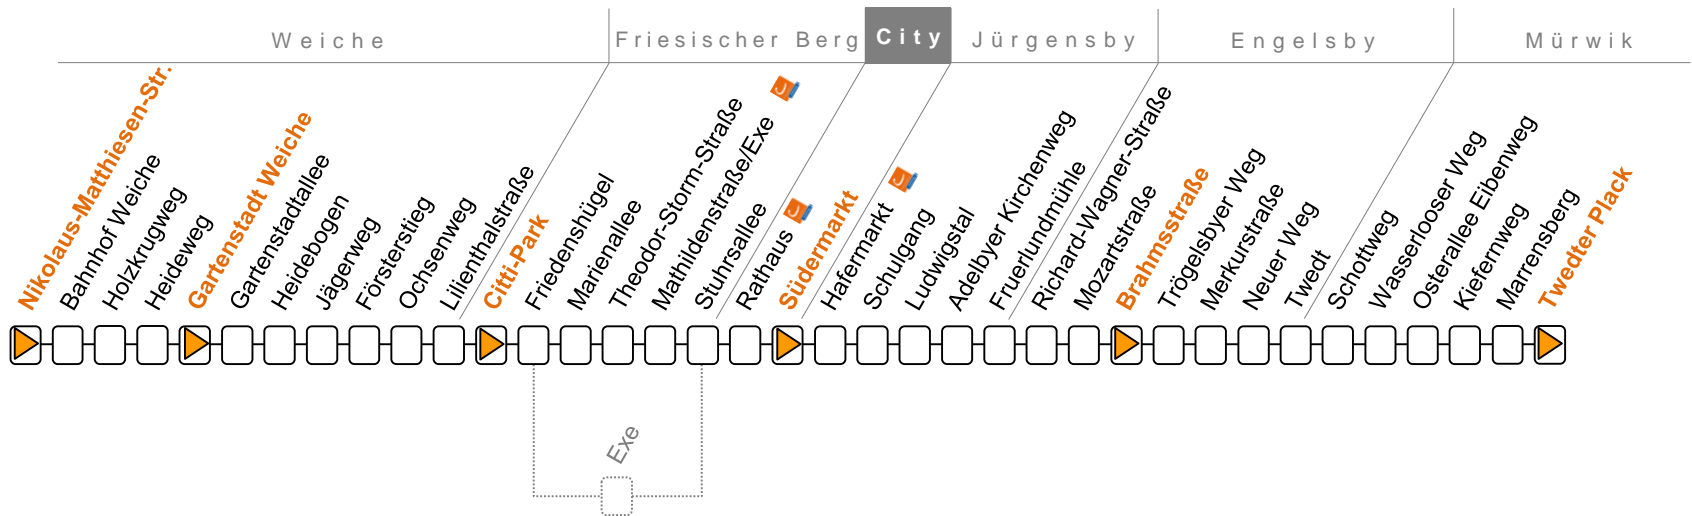 Weiche
Friesischer Berg
City
Jürgensby
Engelsby
Mürwik
Nikolaus-Matthiesen-Str.
Bahnhof Weiche
Holzkrugweg
Heideweg
Gartenstadt Weiche
Gartenstadtallee
Heidebogen
Jägerweg
Försterstieg
Ochsenweg
Lilienthalstraße
Citti-Park
Friedenshügel
Marienallee
Theodor-Storm-Straße
Mathildenstraße/Exe
Stuhrsallee
Rathaus
Südermarkt
Hafermarkt
Schulgang
Ludwigstal
Adelbyer Kirchenweg
Fruerlundmühle
Richard-Wagner-Straße
Mozartstraße
Brahmsstraße
Trögelsbyer Weg
Merkurstraße
Neuer Weg
Twedt
Schottweg
Wasserlooser Weg
Osterallee Eibenweg
Kiefernweg
Marrensberg
Twedter Plack
Exe